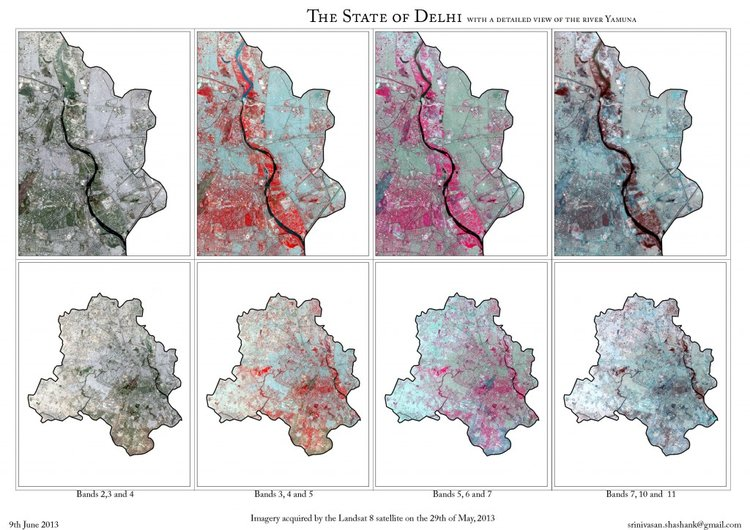 The State of Delhi with a detailed view of the river Yamuna
Bands 2,3 and 4
Bands 3, 4 and 5
Bands 5, 6 and 7
Bands 7, 10 and 11
Imagery acquired by the Landsat 8 satellite on the 29th of May, 2013
9th June 2013
srinivasan.shashank@gmail.com